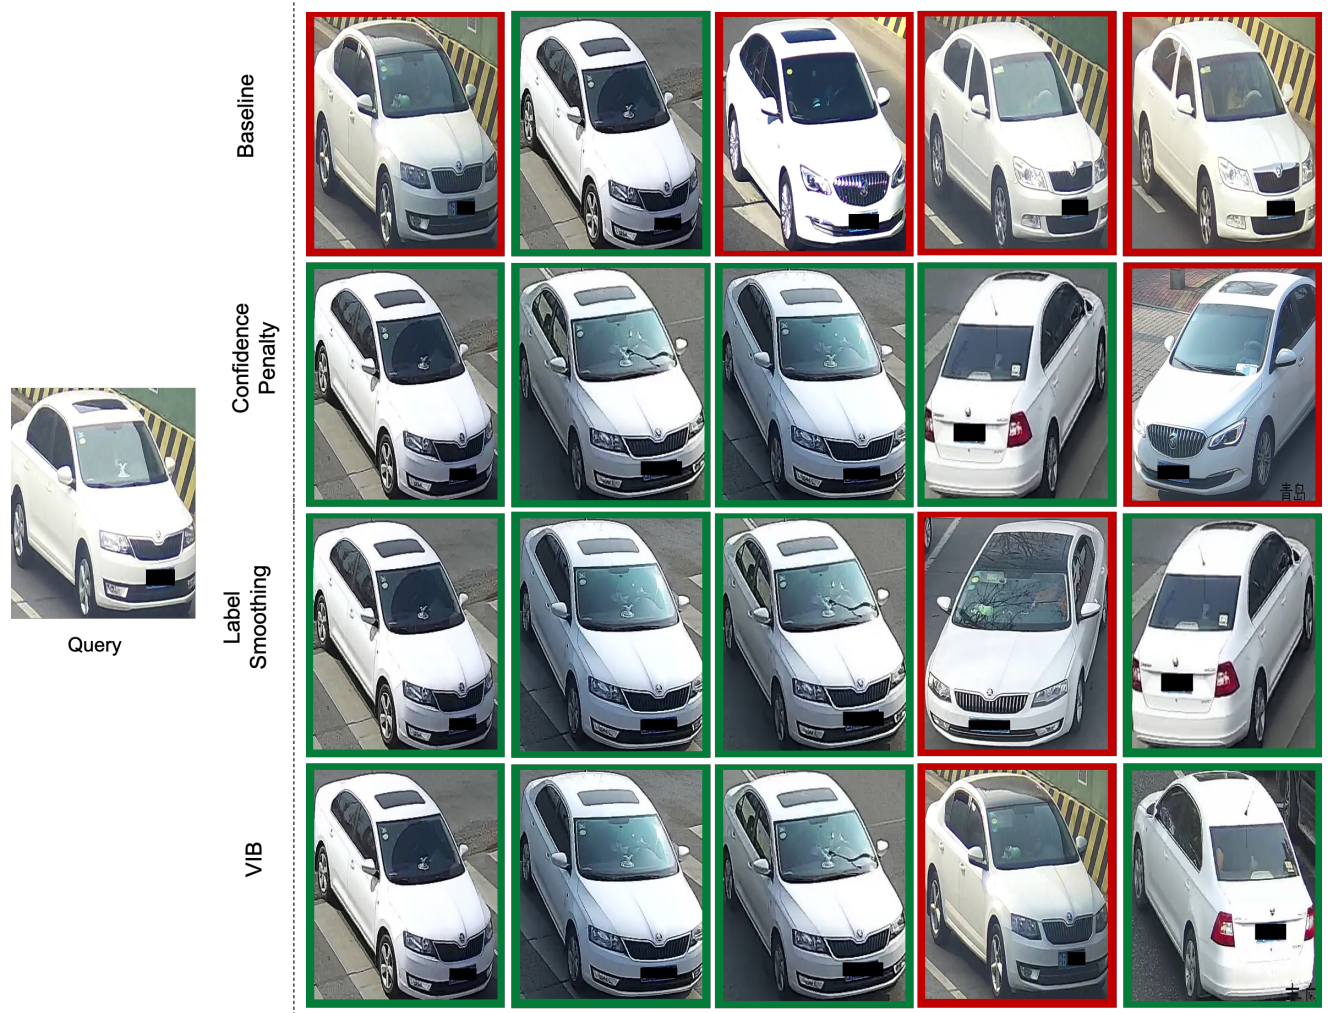 Baseline
Confidence
Penalty
青岛
Query
Label
Smoothing
VIB